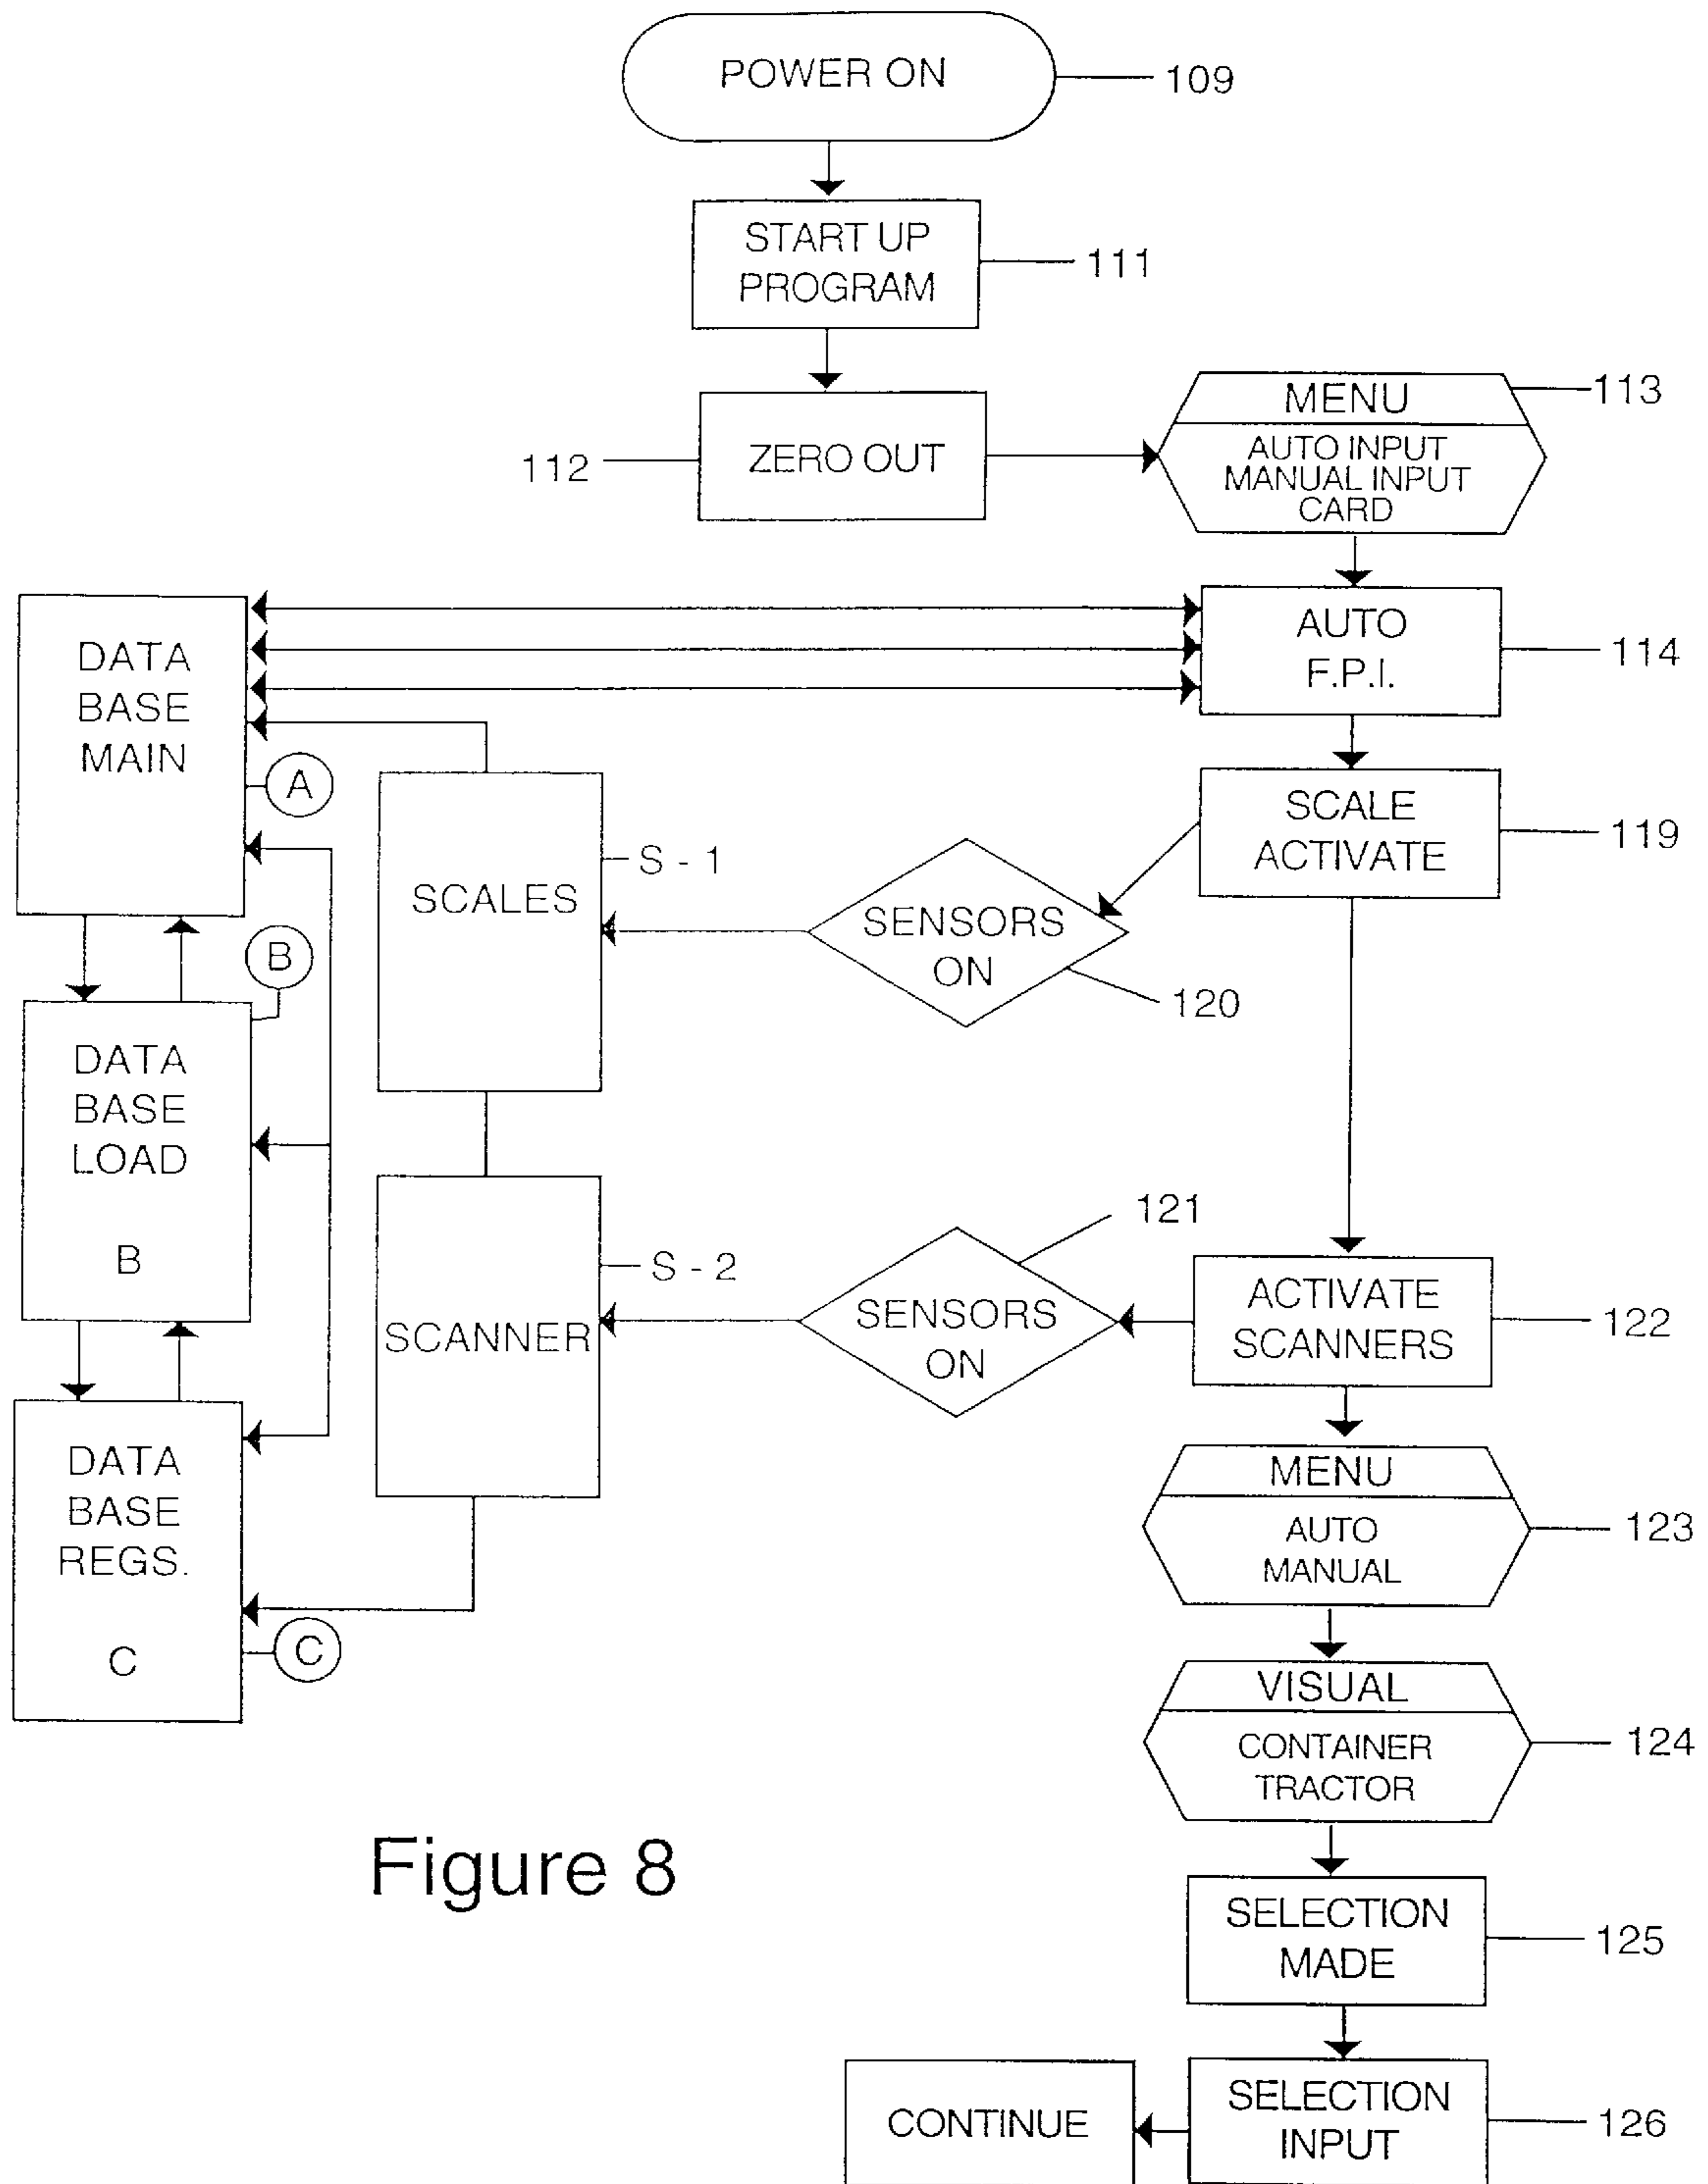 POWER ON
109
START UP
PROGRAM
111
ZERO OUT
112
MENU
AUTO INPUT
MANUAL INPUT
CARD
113
DATA
BASE
MAIN
A
AUTO
F.P.I.
114
SCALE
ACTIVATE
119
SCALES
S - 1
SENSORS
ON
120
B
DATA
BASE
LOAD
B
SCANNER
S - 2
SENSORS
ON
121
ACTIVATE
SCANNERS
122
DATA
BASE
REGS.
C
C
MENU
AUTO
MANUAL
123
VISUAL
CONTAINER
TRACTOR
124
Figure 8
SELECTION
MADE
125
CONTINUE
SELECTION
INPUT
126